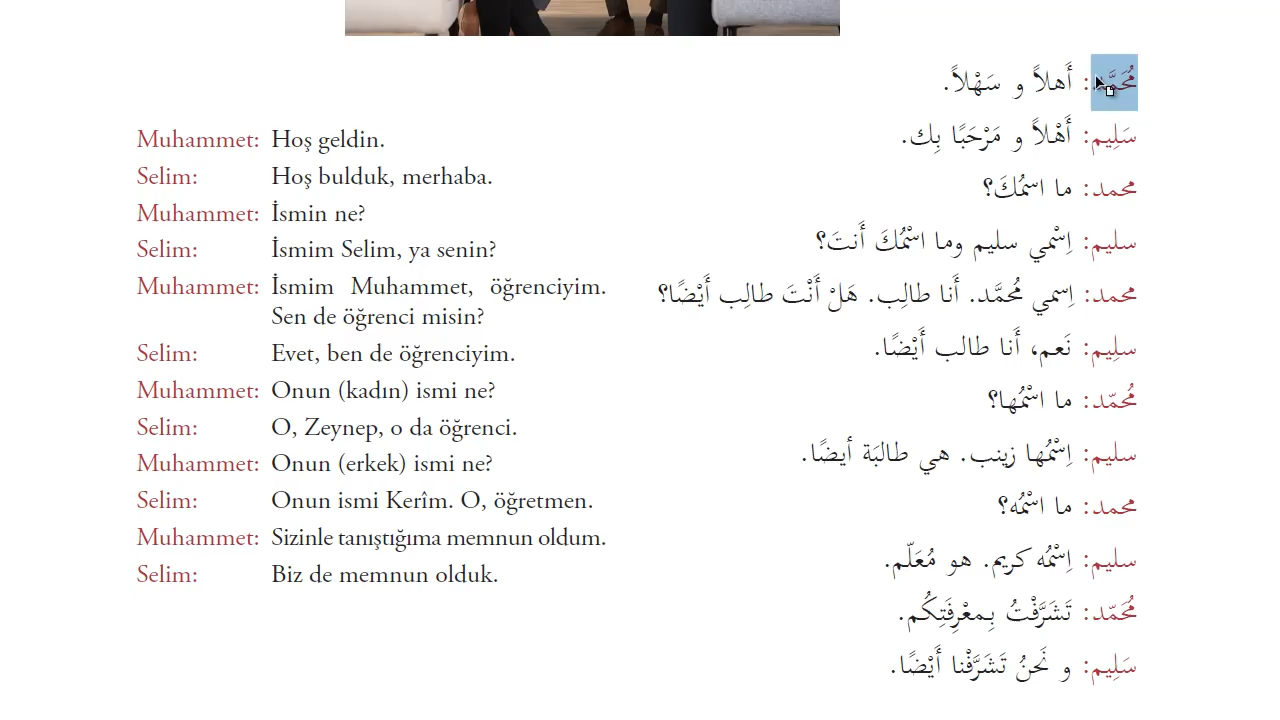 مُحَمَّد: أَهلاً و سَهْلاً.
سَلِيم: أَهْلاً و مَرْحَبًا بِك.
محمد: ما اسمُكَ؟
سليم: اِسْمي سليم وما اسْمُكَ أَنتَ؟
محمد: اِسمي مُحَمَّد. أَنا طالِب. هَلْ أَنْتَ طالِب أَيْضًا؟
سلِيم: نَعم، أَنا طالب أَيْضًا.
مُحمّد: ما اسْمُها؟
سليم: اِسْمُها زينب. هي طالبَة أيضًا.
محمد: ما اسْمُه؟
سليم: اِسْمُه كريم. هو مُعَلّم.
مُحَمّد: تَشَرَّفْتُ بِـمعْرِفَتِكُم.
سَلِيم: و نَحنُ تَشَرَّفْنا أَيْضًا.
Muhammet: Hoş geldin.
Selim: Hoş bulduk, merhaba.
Muhammet: İsmin ne?
Selim: İsmim Selim, ya senin?
Muhammet: İsmim Muhammet, öğrenciyim.
Sen de öğrenci misin?
Selim: Evet, ben de öğrenciyim.
Muhammet: Onun (kadın) ismi ne?
Selim: O, Zeynep, o da öğrenci.
Muhammet: Onun (erkek) ismi ne?
Selim: Onun ismi Kerîm. O, öğretmen.
Muhammet: Sizinle tanıştığıma memnun oldum.
Selim: Biz de memnun olduk.